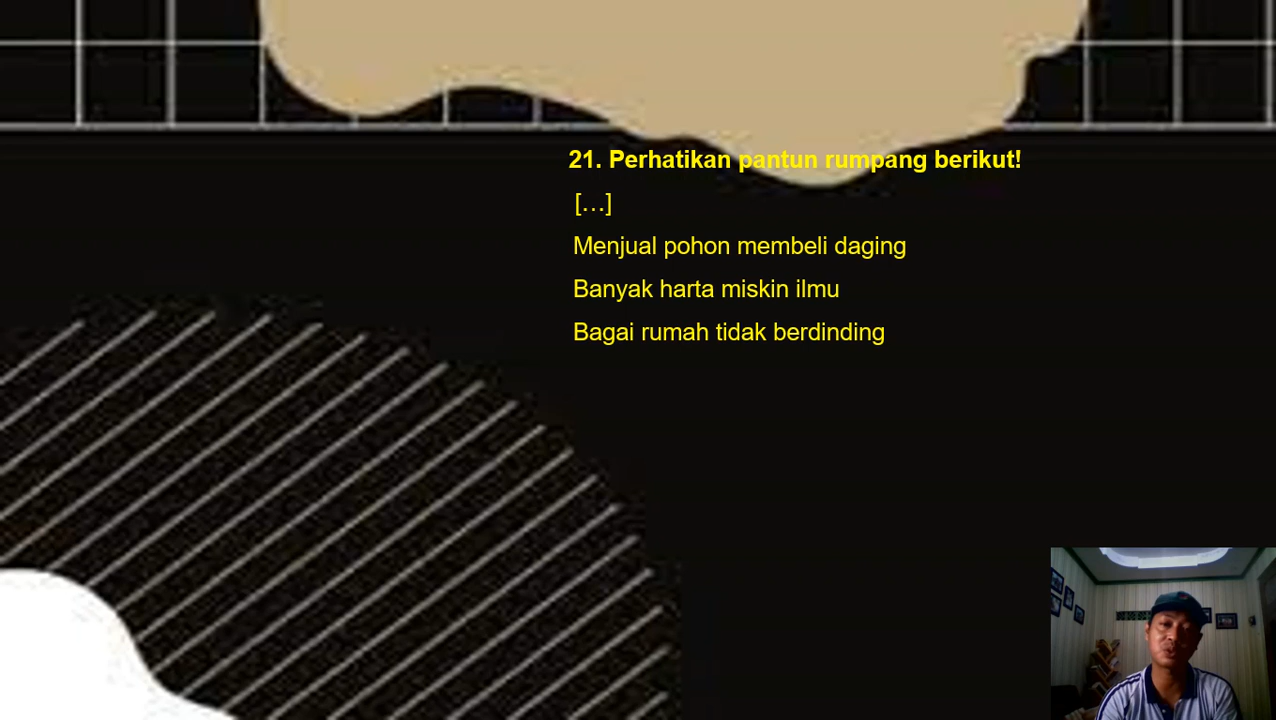 21. Perhatikan pantun rumpang berikut!
[…]
Menjual pohon membeli daging
Banyak harta miskin ilmu
Bagai rumah tidak berdinding